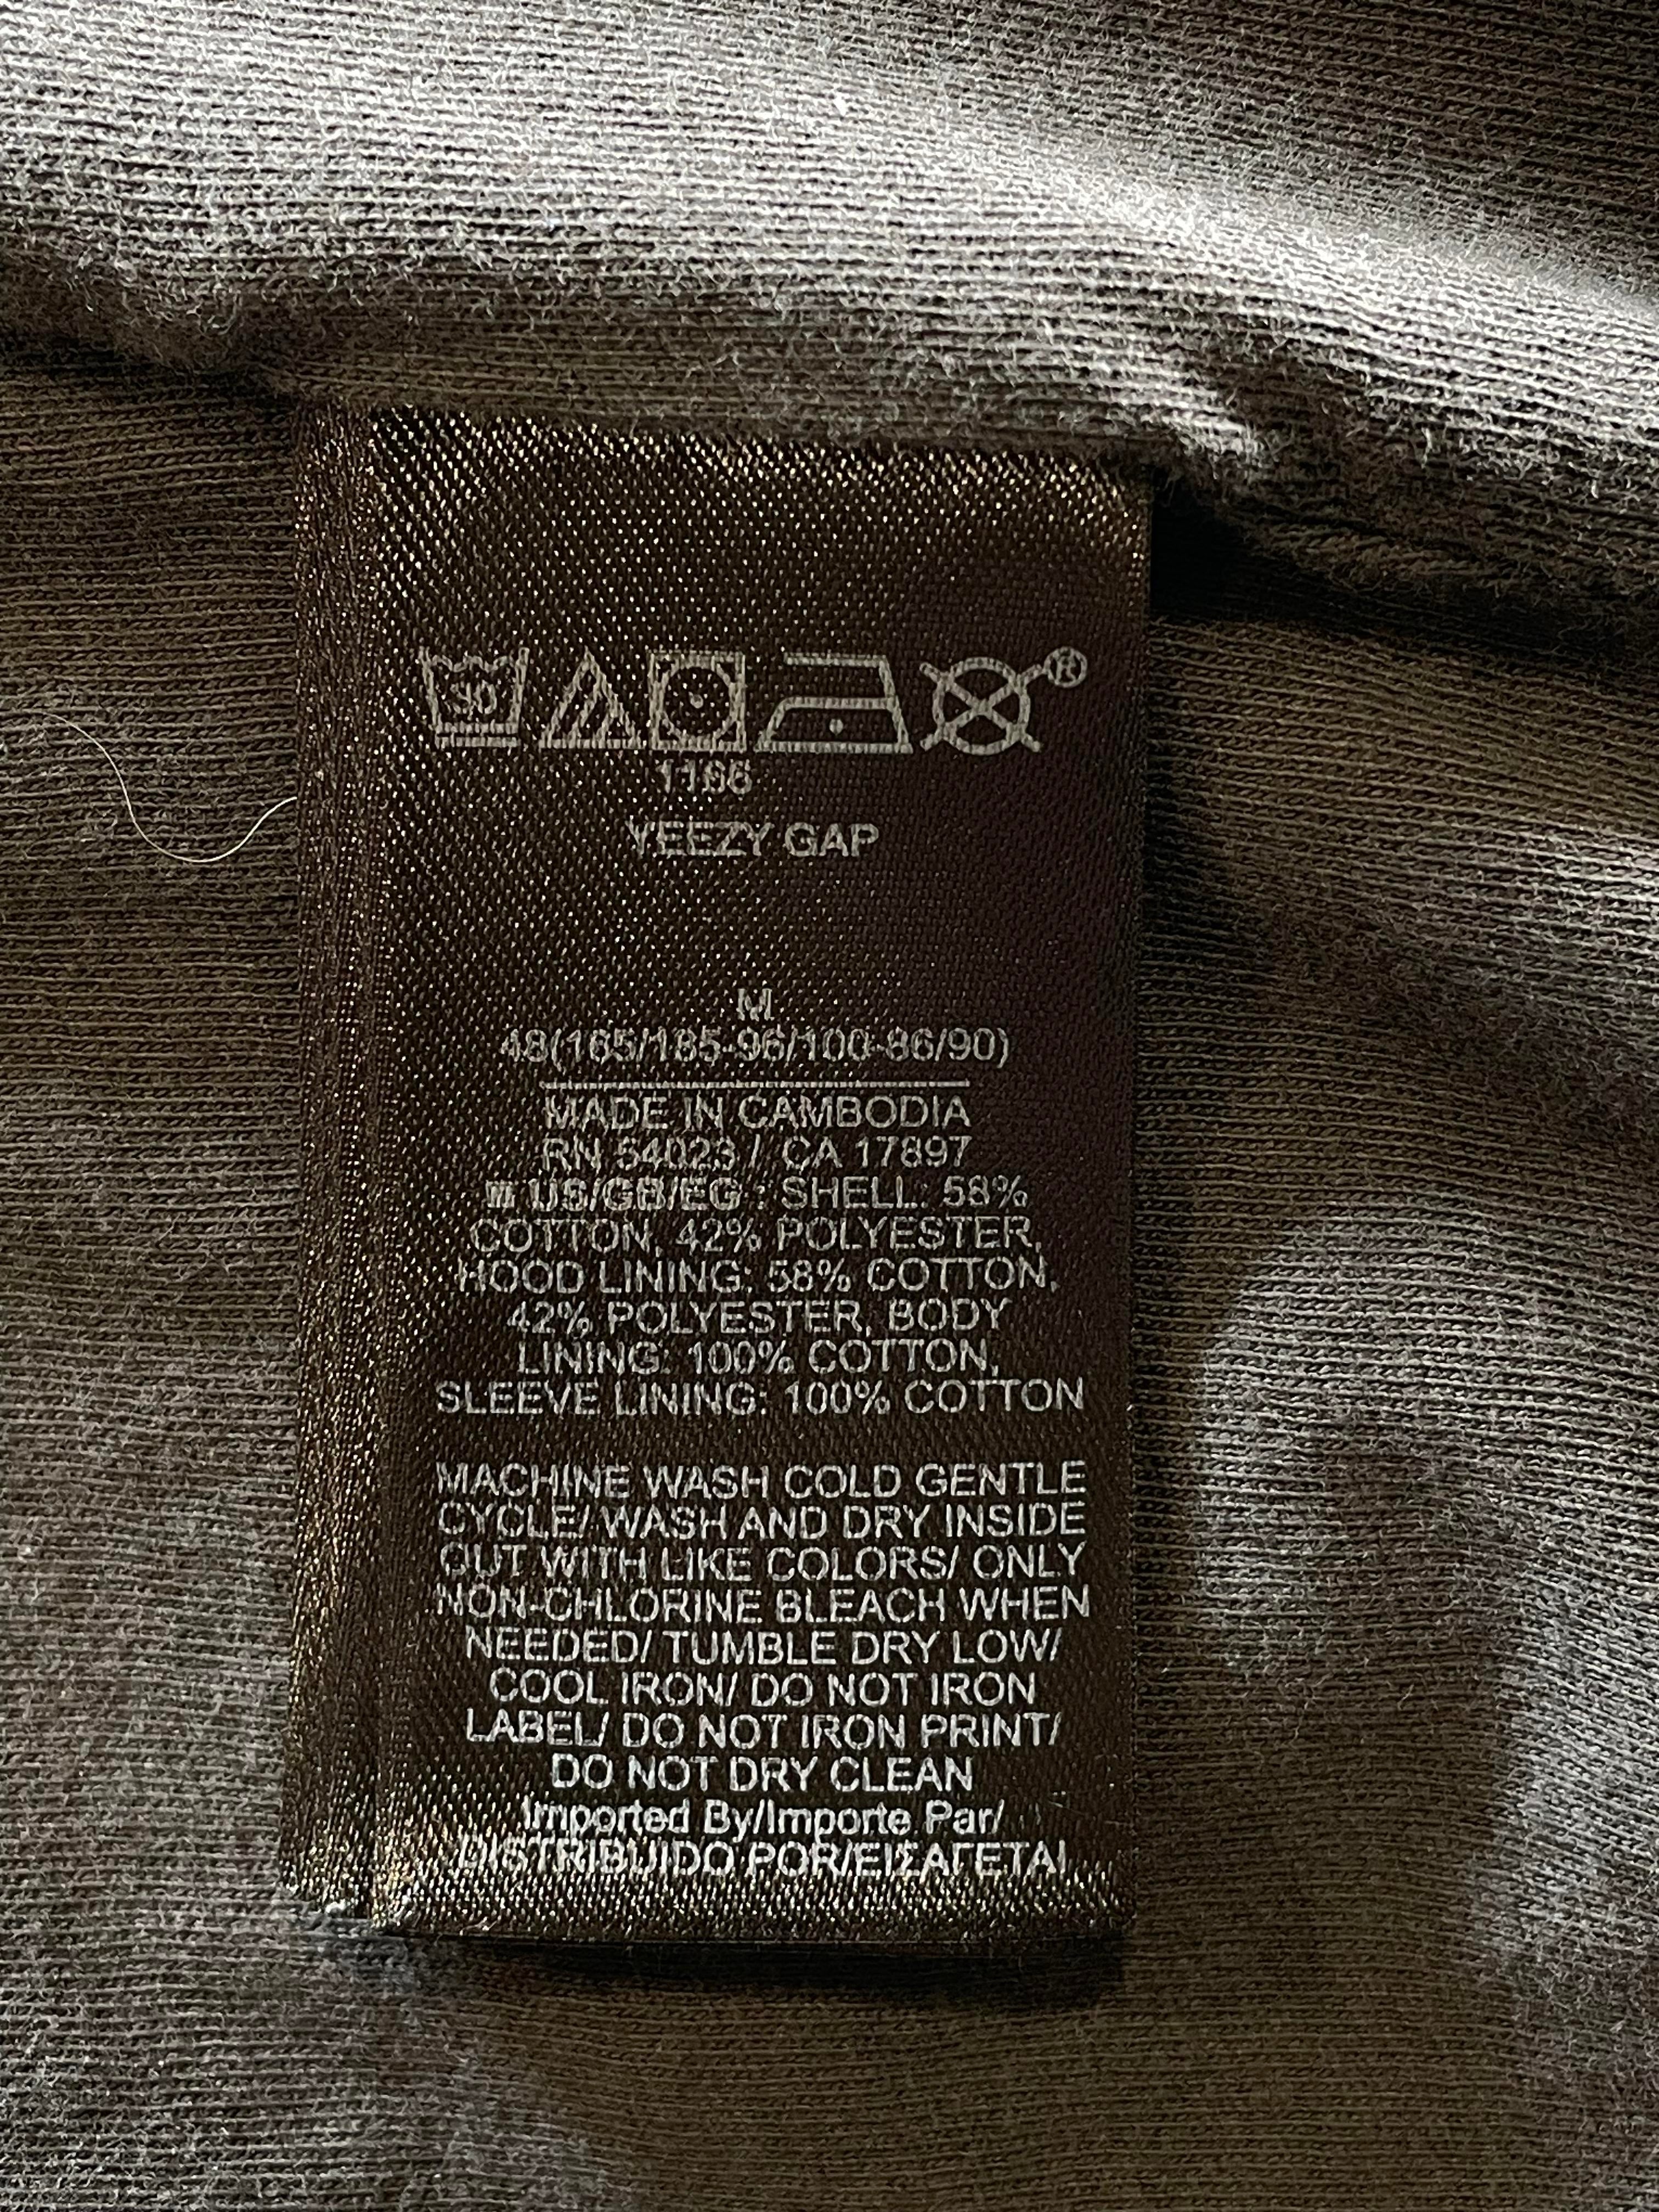 30
®
1166
YEEZY GAP
M
48(165/185-96/100-86/90)
MADE IN CAMBODIA
RN 54023 / CA 17897
US/GB/EG : SHELL: 58%
COTTON, 42% POLYESTER,
HOOD LINING: 58% COTTON,
42% POLYESTER, BODY
LINING: 100% COTTON,
SLEEVE LINING: 100% COTTON
MACHINE WASH COLD GENTLE
CYCLE/ WASH AND DRY INSIDE
OUT WITH LIKE COLORS/ ONLY
NON-CHLORINE BLEACH WHEN
NEEDED/ TUMBLE DRY LOW/
COOL IRON/ DO NOT IRON
LABEL/ DO NOT IRON PRINT/
DO NOT DRY CLEAN
Imported By/Importe Par/
DISTRIBUIDO POR/ΕΙΣΑΓΕΤΑΙ